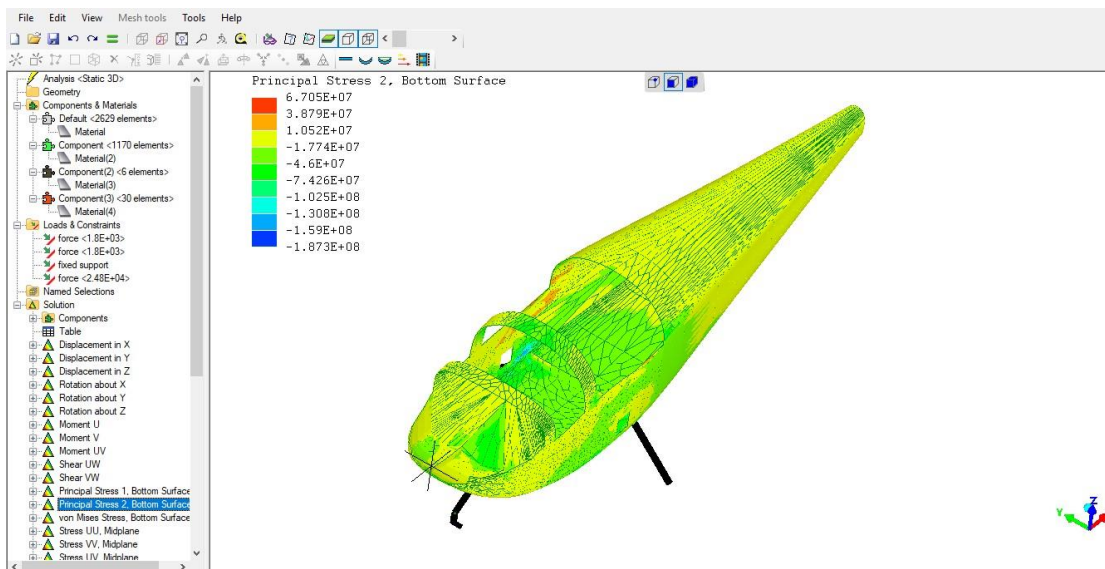 File Edit View Mesh tools Tools Help
Analysis <Static 3D>
Geometry
Components & Materials
Default <2629 elements>
Material
Component <1170 elements>
Material(2)
Component(2) <6 elements>
Material(3)
Component(3) <30 elements>
Material(4)
Loads & Constraints
force <1.8E+03>
force <1.8E+03>
fixed support
force <2.48E+04>
Named Selections
Solution
Components
Table
Displacement in X
Displacement in Y
Displacement in Z
Rotation about X
Rotation about Y
Rotation about Z
Moment U
Moment V
Moment UV
Shear UW
Shear VW
Principal Stress 1, Bottom Surface
Principal Stress 2, Bottom Surface
von Mises Stress, Bottom Surface
Stress UU, Midplane
Stress VV, Midplane
Stress UV, Midplane
Principal Stress 2, Bottom Surface
6.705E+07
3.879E+07
1.052E+07
-1.774E+07
-4.6E+07
-7.426E+07
-1.025E+08
-1.308E+08
-1.59E+08
-1.873E+08
Y
Z